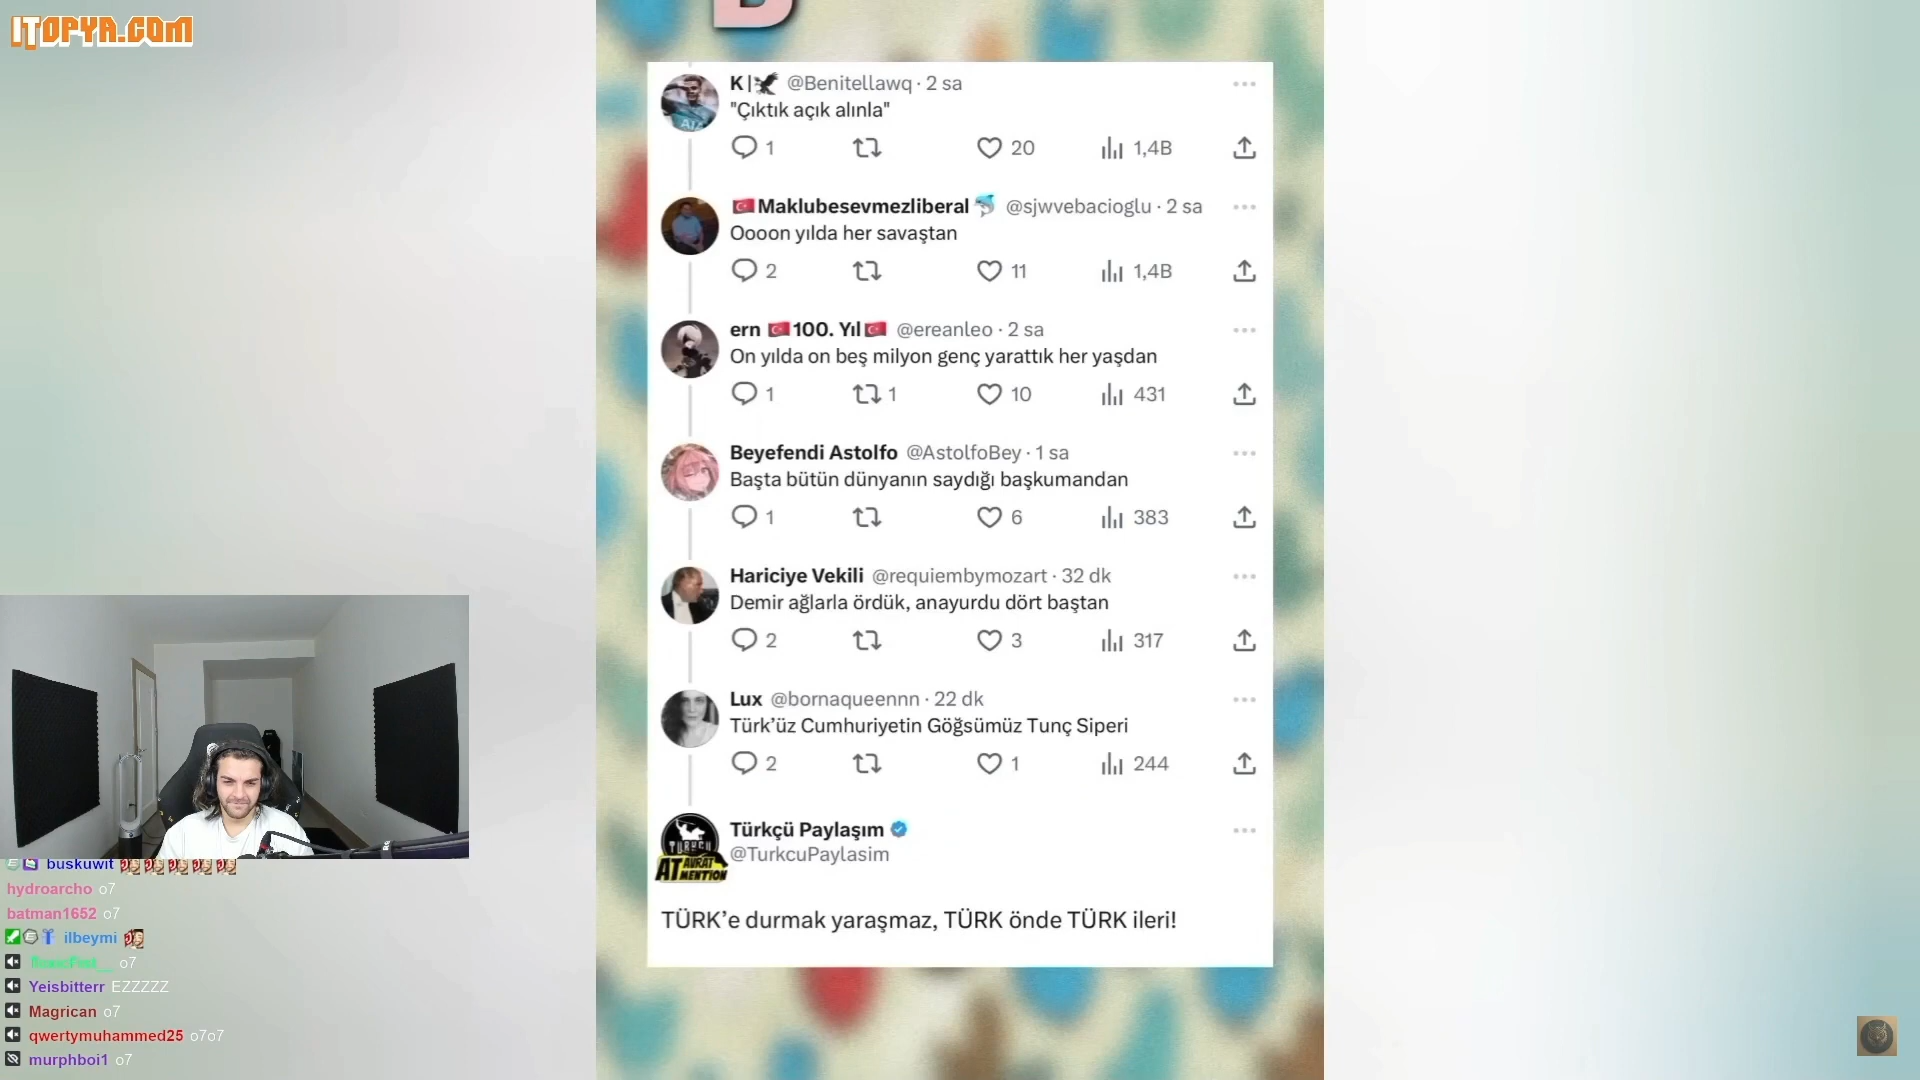 ITOPYA.COM
K | @Benitellawq · 2 sa
"Çıktık açık alınla"
1 20 1,4B
Maklubesevmezliberal @sjwvebacioglu · 2 sa
Oooon yılda her savaştan
2 11 1,4B
ern 100. Yıl @ereanleo · 2 sa
On yılda on beş milyon genç yarattık her yaşdan
1 1 10 431
Beyefendi Astolfo @AstolfoBey · 1 sa
Başta bütün dünyanın saydığı başkumandan
1 6 383
Hariciye Vekili @requiembymozart · 32 dk
Demir ağlarla ördük, anayurdu dört baştan
2 3 317
Lux @bornaqueennn · 22 dk
Türk'üz Cumhuriyetin Göğsümüz Tunç Siperi
2 1 244
Türkçü Paylaşım
@TurkcuPaylasim
TÜRKÇÜ
AT AVRAT
MENTION
TÜRK'e durmak yaraşmaz, TÜRK önde TÜRK ileri!
buskuwit
hydroarcho o7
batman1652 o7
ilbeymi
o7
Yeisbitterr EZZZZZ
Magrican o7
qwertymuhammed25 o7o7
murphboi1 o7